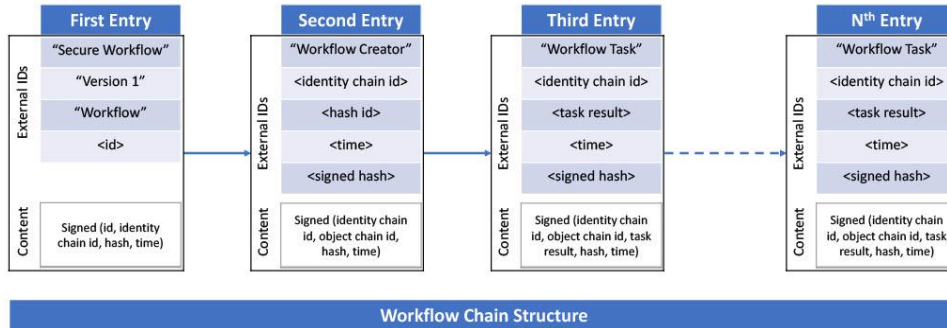 First Entry
External IDs
“Secure Workflow”
“Version 1”
“Workflow”
<id>
Content
Signed (id, identity
chain id, hash, time)
Second Entry
External IDs
“Workflow Creator”
<identity chain id>
<hash id>
<time>
<signed hash>
Content
Signed (identity chain
id, object chain id,
hash, time)
Third Entry
External IDs
“Workflow Task”
<identity chain id>
<task result>
<time>
<signed hash>
Content
Signed (identity chain
id, object chain id, task
result, hash, time)
Nth Entry
External IDs
“Workflow Task”
<identity chain id>
<task result>
<time>
<signed hash>
Content
Signed (identity chain
id, object chain id, task
result, hash, time)
Workflow Chain Structure